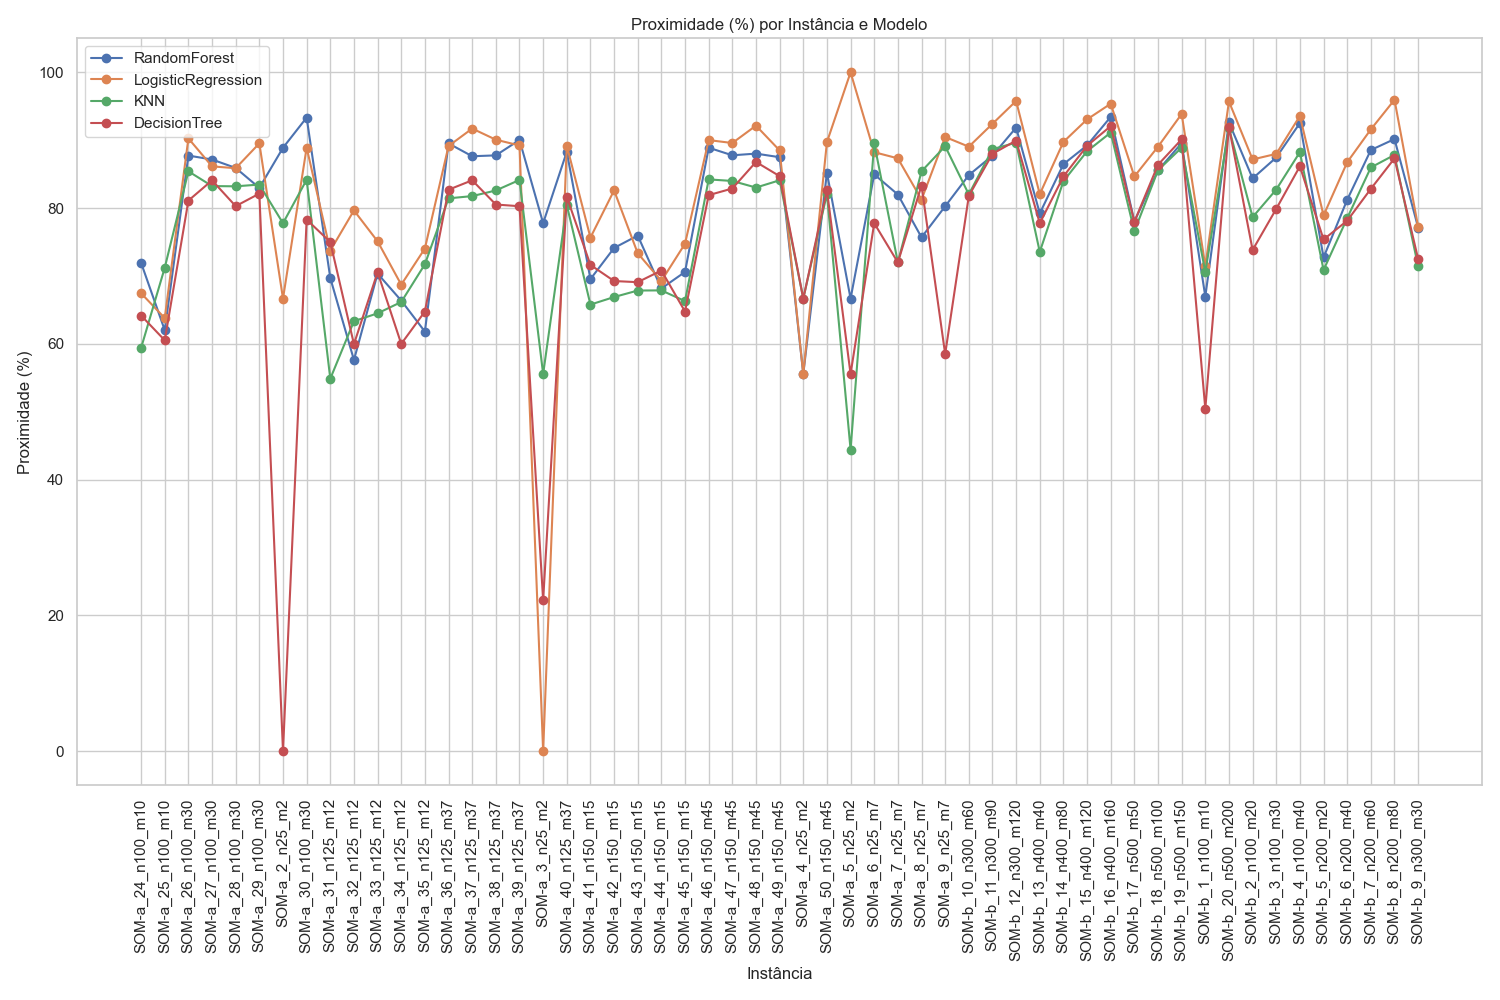 Proximidade (%) por Instância e Modelo
RandomForest
LogisticRegression
KNN
DecisionTree
100
80
60
40
20
0
Proximidade (%)
SOM-a_24_n100_m10
SOM-a_25_n100_m10
SOM-a_26_n100_m30
SOM-a_27_n100_m30
SOM-a_28_n100_m30
SOM-a_29_n100_m30
SOM-a_2_n25_m2
SOM-a_30_n100_m30
SOM-a_31_n125_m12
SOM-a_32_n125_m12
SOM-a_33_n125_m12
SOM-a_34_n125_m12
SOM-a_35_n125_m12
SOM-a_36_n125_m37
SOM-a_37_n125_m37
SOM-a_38_n125_m37
SOM-a_39_n125_m37
SOM-a_3_n25_m2
SOM-a_40_n125_m37
SOM-a_41_n150_m15
SOM-a_42_n150_m15
SOM-a_43_n150_m15
SOM-a_44_n150_m15
SOM-a_45_n150_m15
SOM-a_46_n150_m45
SOM-a_47_n150_m45
SOM-a_48_n150_m45
SOM-a_49_n150_m45
SOM-a_4_n25_m2
SOM-a_50_n150_m45
SOM-a_5_n25_m2
SOM-a_6_n25_m7
SOM-a_7_n25_m7
SOM-a_8_n25_m7
SOM-a_9_n25_m7
SOM-b_10_n300_m60
SOM-b_11_n300_m90
SOM-b_12_n300_m120
SOM-b_13_n400_m40
SOM-b_14_n400_m80
SOM-b_15_n400_m120
SOM-b_16_n400_m160
SOM-b_17_n500_m50
SOM-b_18_n500_m100
SOM-b_19_n500_m150
SOM-b_1_n100_m10
SOM-b_20_n500_m200
SOM-b_2_n100_m20
SOM-b_3_n100_m30
SOM-b_4_n100_m40
SOM-b_5_n200_m20
SOM-b_6_n200_m40
SOM-b_7_n200_m60
SOM-b_8_n200_m80
SOM-b_9_n300_m30
Instância